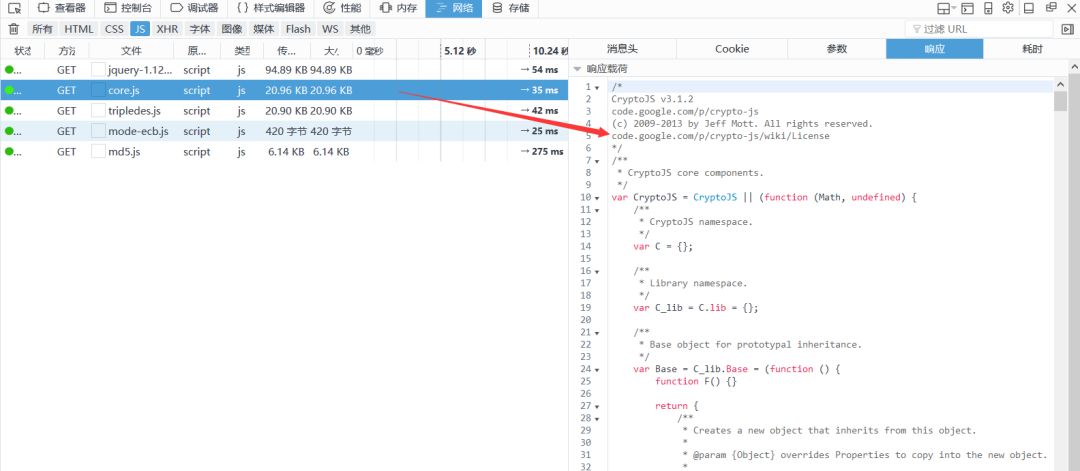 查看器 控制台 调试器 {} 样式编辑器 性能 内存 网络 存储
所有 HTML CSS JS XHR 字体 图像 媒体 Flash WS 其他 过滤 URL
状态 方法 文件 原... 类型 传... 大小 0 毫秒 5.12 秒 10.24 秒
GET jquery-1.12... script js 94.89 KB 94.89 KB → 54 ms
GET core.js script js 20.96 KB 20.96 KB → 35 ms
GET tripledes.js script js 20.90 KB 20.90 KB → 42 ms
GET mode-ecb.js script js 420 字节 420 字节 → 25 ms
GET md5.js script js 6.14 KB 6.14 KB → 275 ms
消息头 Cookie 参数 响应 耗时
响应载荷
1 /*
2 CryptoJS v3.1.2
3 code.google.com/p/crypto-js
4 (c) 2009-2013 by Jeff Mott. All rights reserved.
5 code.google.com/p/crypto-js/wiki/License
6 */
7 /**
8 * CryptoJS core components.
9 */
10 var CryptoJS = CryptoJS || (function (Math, undefined) {
11 /**
12 * CryptoJS namespace.
13 */
14 var C = {};
15
16 /**
17 * Library namespace.
18 */
19 var C_lib = C.lib = {};
20
21 /**
22 * Base object for prototypal inheritance.
23 */
24 var Base = C_lib.Base = (function () {
25 function F() {}
26
27 return {
28 /**
29 * Creates a new object that inherits from this object.
30 *
31 * @param {Object} overrides Properties to copy into the new object.
32 *